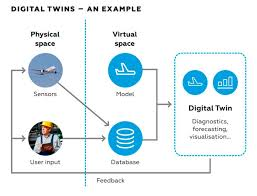 DIGITAL TWINS – AN EXAMPLE
Physical
space
Virtual
space
Sensors
Model
User input
Database
Digital Twin
Diagnostics,
forecasting,
visualisation...
Feedback